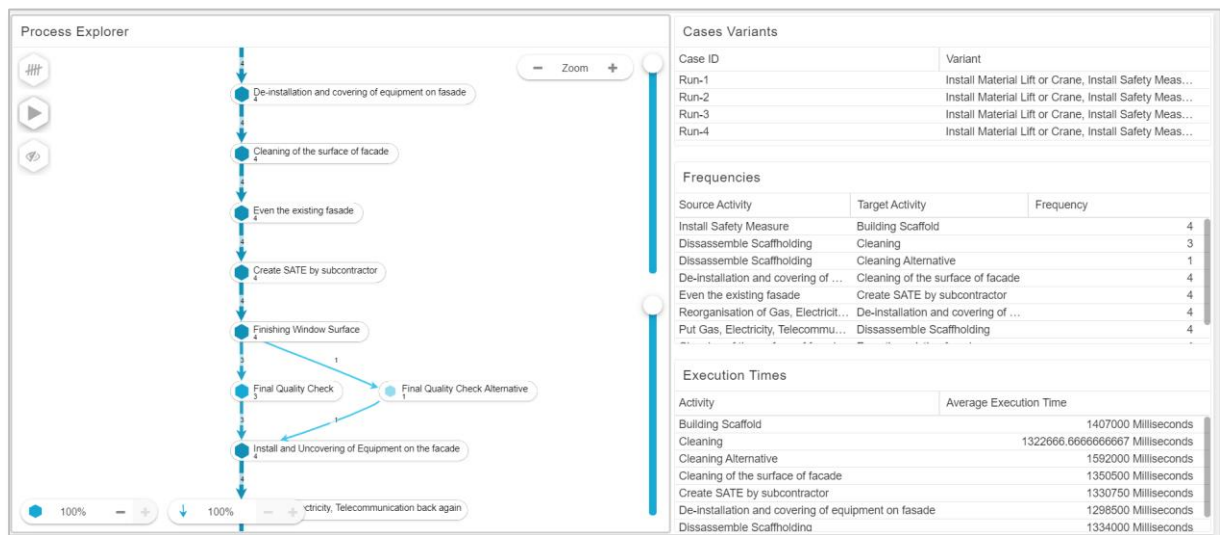 Process Explorer
− Zoom +
4
De-installation and covering of equipment on fasade
4
4
Cleaning of the surface of facade
4
4
Even the existing fasade
4
4
Create SATE by subcontractor
4
4
Finishing Window Surface
4
3
1
Final Quality Check
3
Final Quality Check Alternative
1
3
1
Install and Uncovering of Equipment on the facade
4
4
ctricity, Telecommunication back again
100% − +
100% − +
Cases Variants
Case ID Variant
Run-1 Install Material Lift or Crane, Install Safety Meas...
Run-2 Install Material Lift or Crane, Install Safety Meas...
Run-3 Install Material Lift or Crane, Install Safety Meas...
Run-4 Install Material Lift or Crane, Install Safety Meas...
Frequencies
Source Activity Target Activity Frequency
Install Safety Measure Building Scaffold 4
Dissassemble Scaffholding Cleaning 3
Dissassemble Scaffholding Cleaning Alternative 1
De-installation and covering of ... Cleaning of the surface of facade 4
Even the existing fasade Create SATE by subcontractor 4
Reorganisation of Gas, Electricit... De-installation and covering of ... 4
Put Gas, Electricity, Telecommu... Dissassemble Scaffholding 4
Execution Times
Activity Average Execution Time
Building Scaffold 1407000 Milliseconds
Cleaning 1322666.6666666667 Milliseconds
Cleaning Alternative 1592000 Milliseconds
Cleaning of the surface of facade 1350500 Milliseconds
Create SATE by subcontractor 1330750 Milliseconds
De-installation and covering of equipment on fasade 1298500 Milliseconds
Dissassemble Scaffholding 1334000 Milliseconds